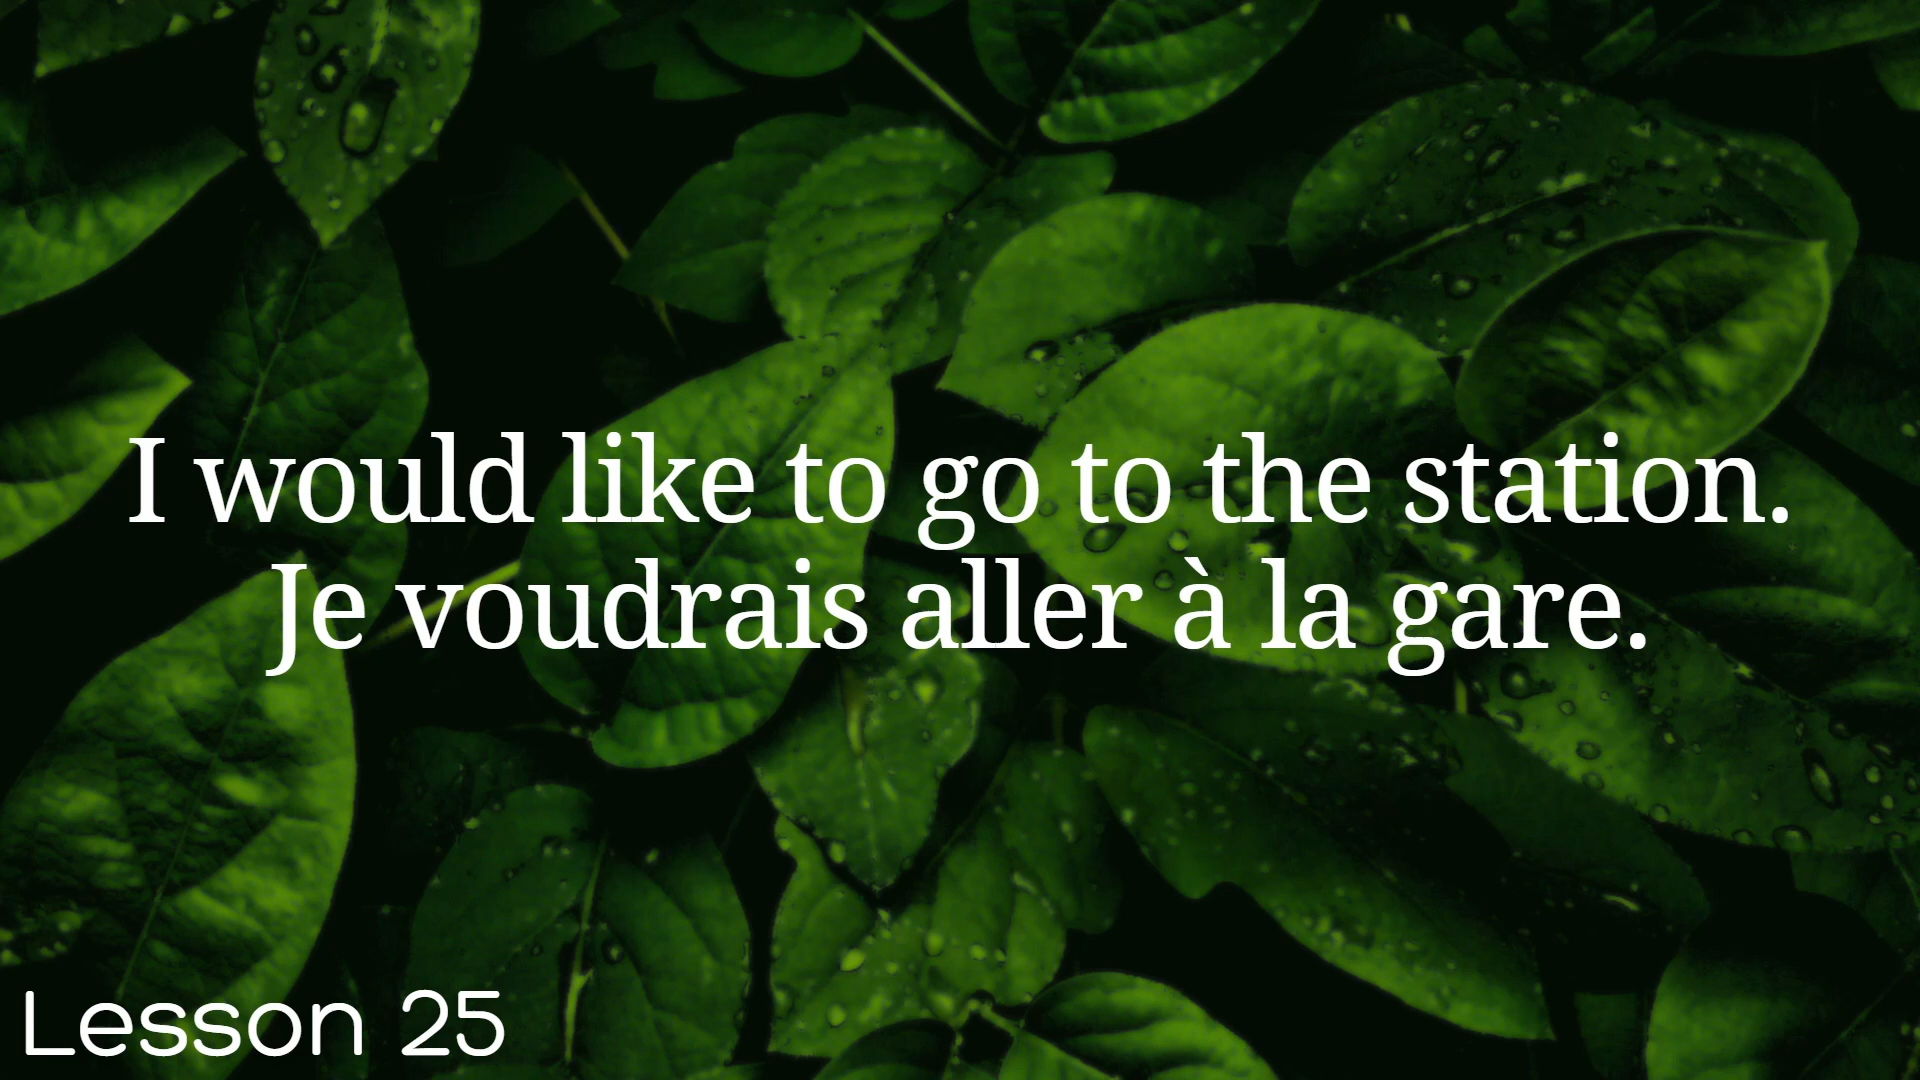 I would like to go to the station.
Je voudrais aller à la gare.
Lesson 25